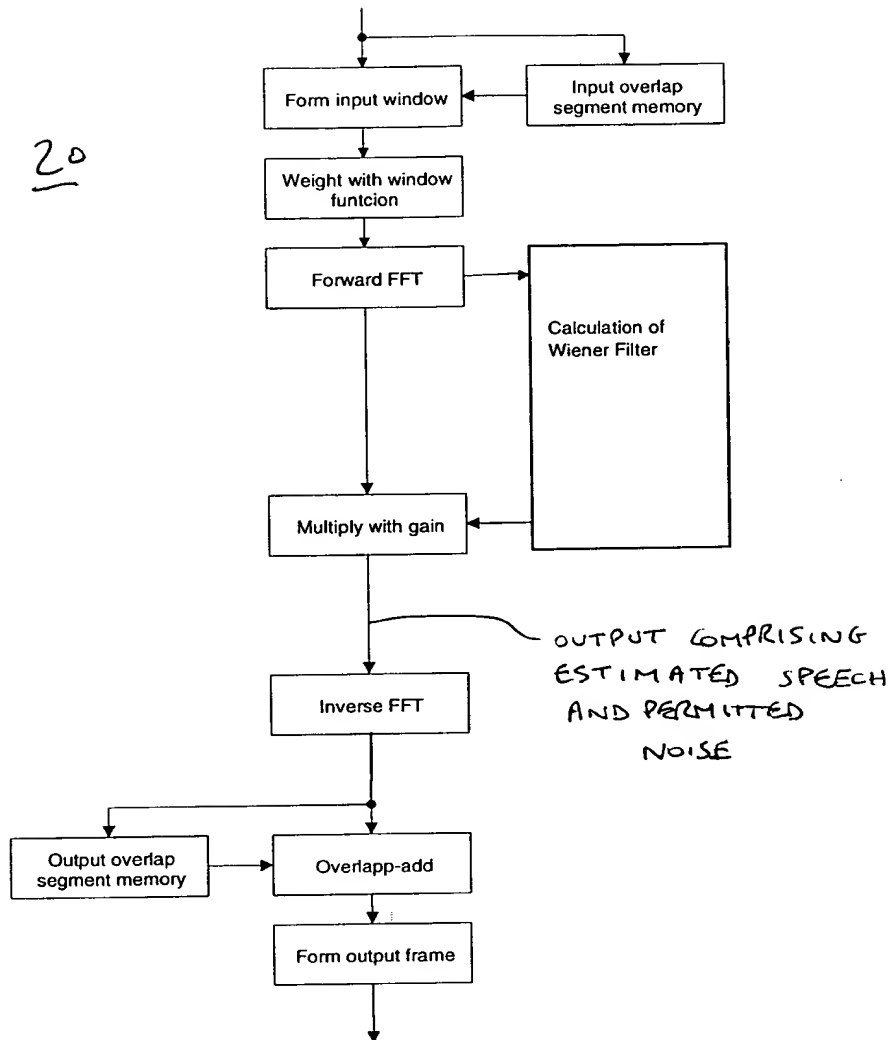 Form input window
Input overlap
segment memory
20
Weight with window
funtcion
Forward FFT
Calculation of
Wiener Filter
Multiply with gain
OUTPUT COMPRISING
ESTIMATED SPEECH
AND PERMITTED
NOISE
Inverse FFT
Output overlap
segment memory
Overlapp-add
Form output frame